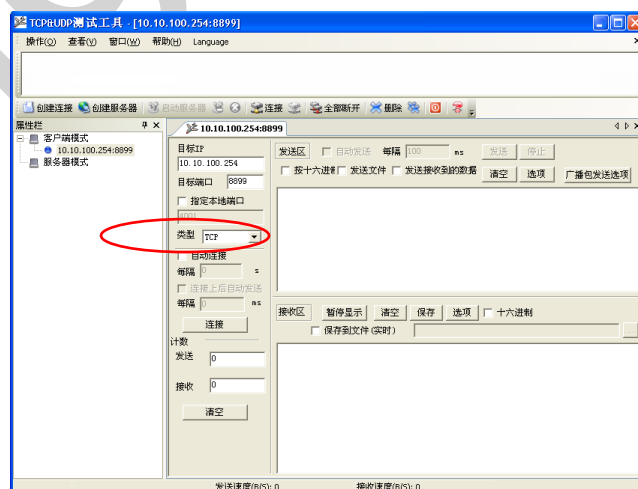 TCP&UDP测试工具 - [10.10.100.254:8899]
操作(O) 查看(V) 窗口(W) 帮助(H) Language
创建连接 创建服务器 启动服务器 连接 全部断开 删除
属性栏
客户端模式
10.10.100.254:8899
服务器模式
10.10.100.254:8899
目标IP
10.10.100.254
目标端口 8899
指定本地端口
4001
类型 TCP
自动连接
每隔 0 s
连接上后自动发送
每隔 0 ms
连接
计数
发送 0
接收 0
清空
发送区 自动发送 每隔 100 ms 发送 停止
按十六进制 发送文件 发送接收到的数据 清空 选项 广播包发送选项
接收区 暂停显示 清空 保存 选项 十六进制
保存到文件(实时)
发送速度(B/S): 0 接收速度(B/S): 0